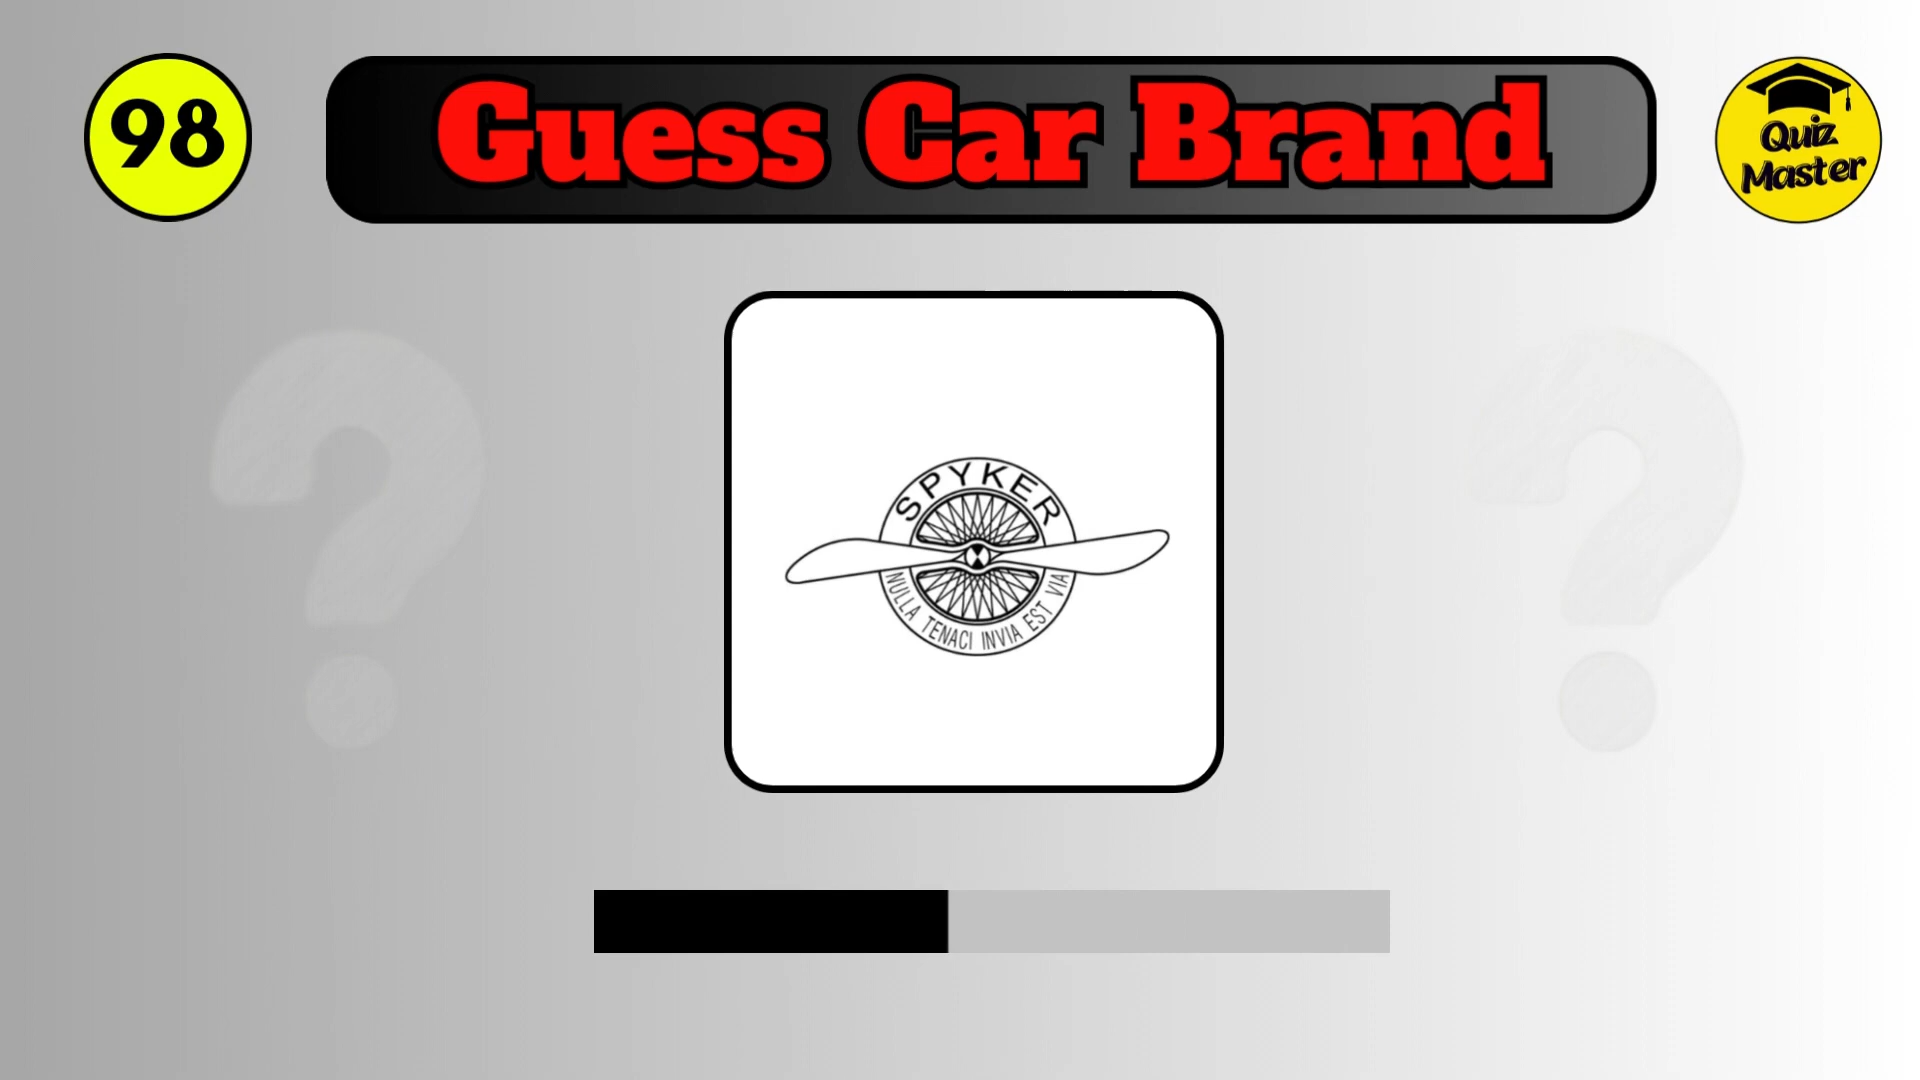 98
Guess Car Brand
Quiz
Master
SPYKER
NULLA TENACI INVIA EST VIA